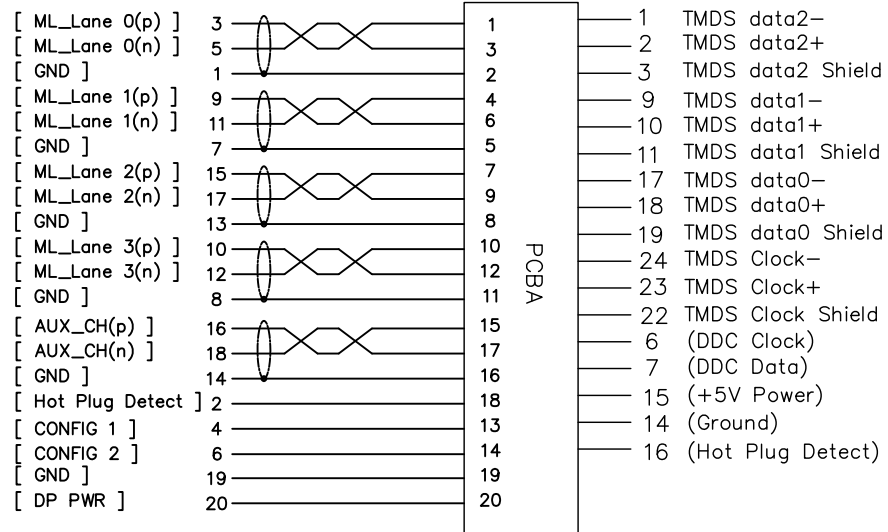 [ ML_Lane 0(p) ] 3 1 1 TMDS data2-
[ ML_Lane 0(n) ] 5 3 2 TMDS data2+
[ GND ] 1 2 3 TMDS data2 Shield
[ ML_Lane 1(p) ] 9 4 9 TMDS data1-
[ ML_Lane 1(n) ] 11 6 10 TMDS data1+
[ GND ] 7 5 11 TMDS data1 Shield
[ ML_Lane 2(p) ] 15 7 17 TMDS data0-
[ ML_Lane 2(n) ] 17 9 18 TMDS data0+
[ GND ] 13 8 19 TMDS data0 Shield
[ ML_Lane 3(p) ] 10 10 24 TMDS Clock-
[ ML_Lane 3(n) ] 12 12 23 TMDS Clock+
[ GND ] 8 11 22 TMDS Clock Shield
[ AUX_CH(p) ] 16 15 6 (DDC Clock)
[ AUX_CH(n) ] 18 17 7 (DDC Data)
[ GND ] 14 16 15 (+5V Power)
[ Hot Plug Detect ] 2 18 14 (Ground)
[ CONFIG 1 ] 4 13 16 (Hot Plug Detect)
[ CONFIG 2 ] 6 14
[ GND ] 19 19
[ DP PWR ] 20 20
PCBA